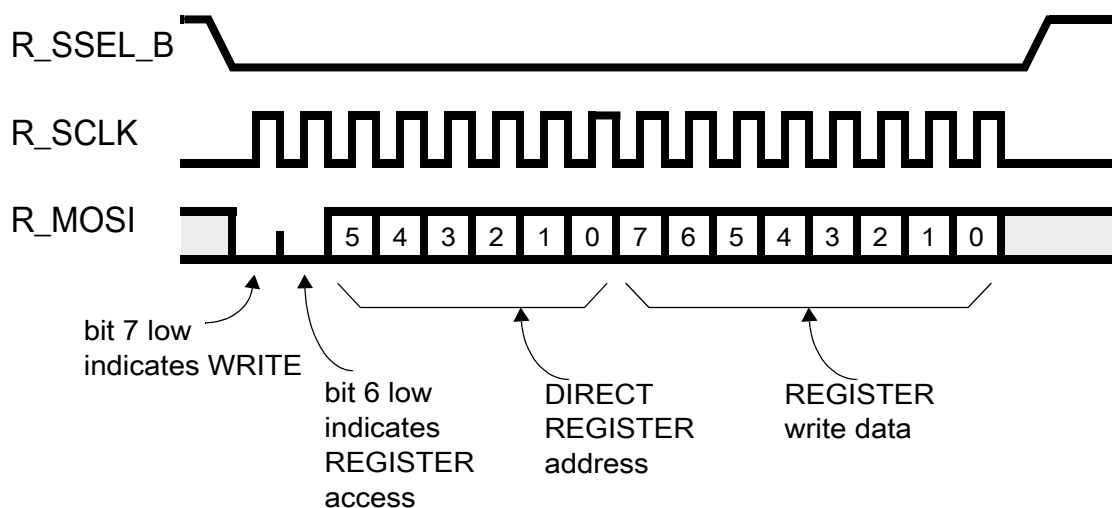 R_SSEL_B
R_SCLK
R_MOSI
5 4 3 2 1 0 7 6 5 4 3 2 1 0
bit 7 low
indicates WRITE
bit 6 low
indicates
REGISTER
access
DIRECT
REGISTER
address
REGISTER
write data